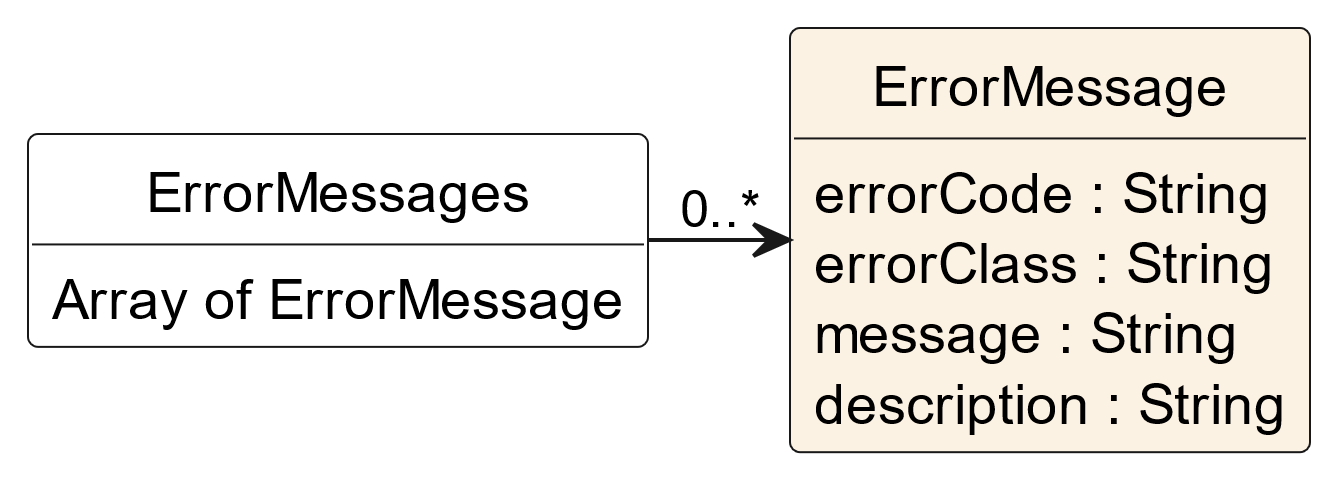 ErrorMessages
Array of ErrorMessage
0..*
ErrorMessage
errorCode : String
errorClass : String
message : String
description : String